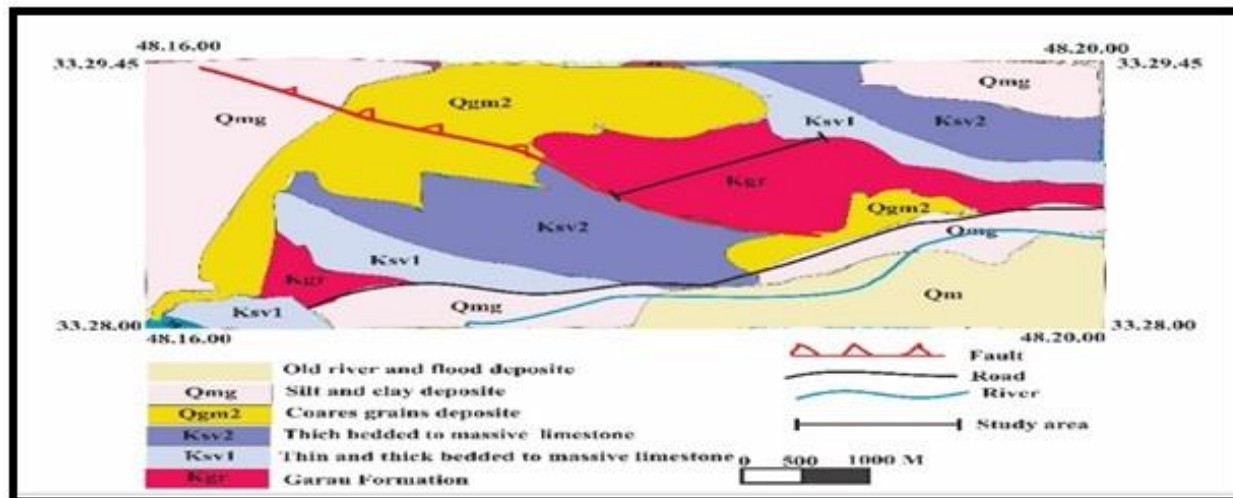 48.16.00 48.20.00
33.29.45 33.29.45
Qmg
Qgm2
Qmg
Ksv1
Ksv2
Kgr
Qgm2
Ksv2
Qmg
Ksv1
Kgr
Qm
Qmg
Ksv1
33.28.00 33.28.00
48.16.00 48.20.00
Old river and flood deposite
Qmg Silt and clay deposite
Qgm2 Coares grains deposite
Ksv2 Thich bedded to massive limestone
Ksv1 Thin and thick bedded to massive limestone
Kgr Garau Formation
Fault
Road
River
Study area
0 500 1000 M